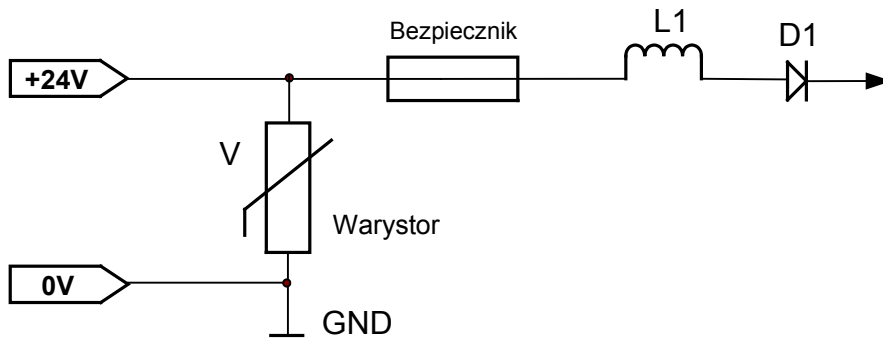 Bezpiecznik
L1
D1
+24V
V
Warystor
0V
GND